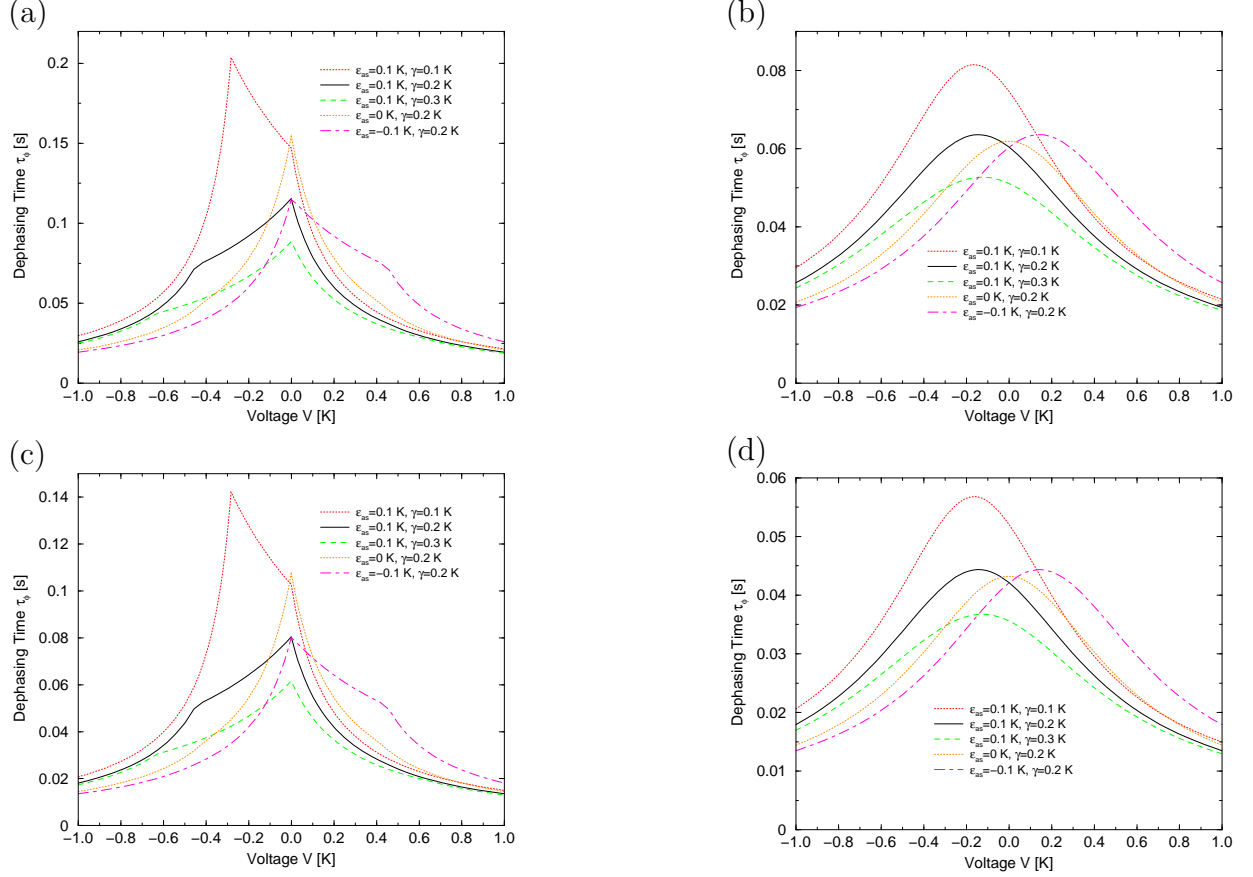 (a)
0.2
0.15
0.1
0.05
0
Dephasing Time τϕ [s]
εas=0.1 K, γ=0.1 K
εas=0.1 K, γ=0.2 K
εas=0.1 K, γ=0.3 K
εas=0 K, γ=0.2 K
εas=−0.1 K, γ=0.2 K
−1.0 −0.8 −0.6 −0.4 −0.2 0.0 0.2 0.4 0.6 0.8 1.0
Voltage V [K]
(b)
0.08
0.06
0.04
0.02
0
Dephasing Time τϕ [s]
εas=0.1 K, γ=0.1 K
εas=0.1 K, γ=0.2 K
εas=0.1 K, γ=0.3 K
εas=0 K, γ=0.2 K
εas=−0.1 K, γ=0.2 K
−1.0 −0.8 −0.6 −0.4 −0.2 0.0 0.2 0.4 0.6 0.8 1.0
Voltage V [K]
(c)
0.14
0.12
0.1
0.08
0.06
0.04
0.02
0
Dephasing Time τϕ [s]
εas=0.1 K, γ=0.1 K
εas=0.1 K, γ=0.2 K
εas=0.1 K, γ=0.3 K
εas=0 K, γ=0.2 K
εas=−0.1 K, γ=0.2 K
−1.0 −0.8 −0.6 −0.4 −0.2 0.0 0.2 0.4 0.6 0.8 1.0
Voltage V [K]
(d)
0.06
0.05
0.04
0.03
0.02
0.01
0
Dephasing Time τϕ [s]
εas=0.1 K, γ=0.1 K
εas=0.1 K, γ=0.2 K
εas=0.1 K, γ=0.3 K
εas=0 K, γ=0.2 K
εas=−0.1 K, γ=0.2 K
−1.0 −0.8 −0.6 −0.4 −0.2 0.0 0.2 0.4 0.6 0.8 1.0
Voltage V [K]